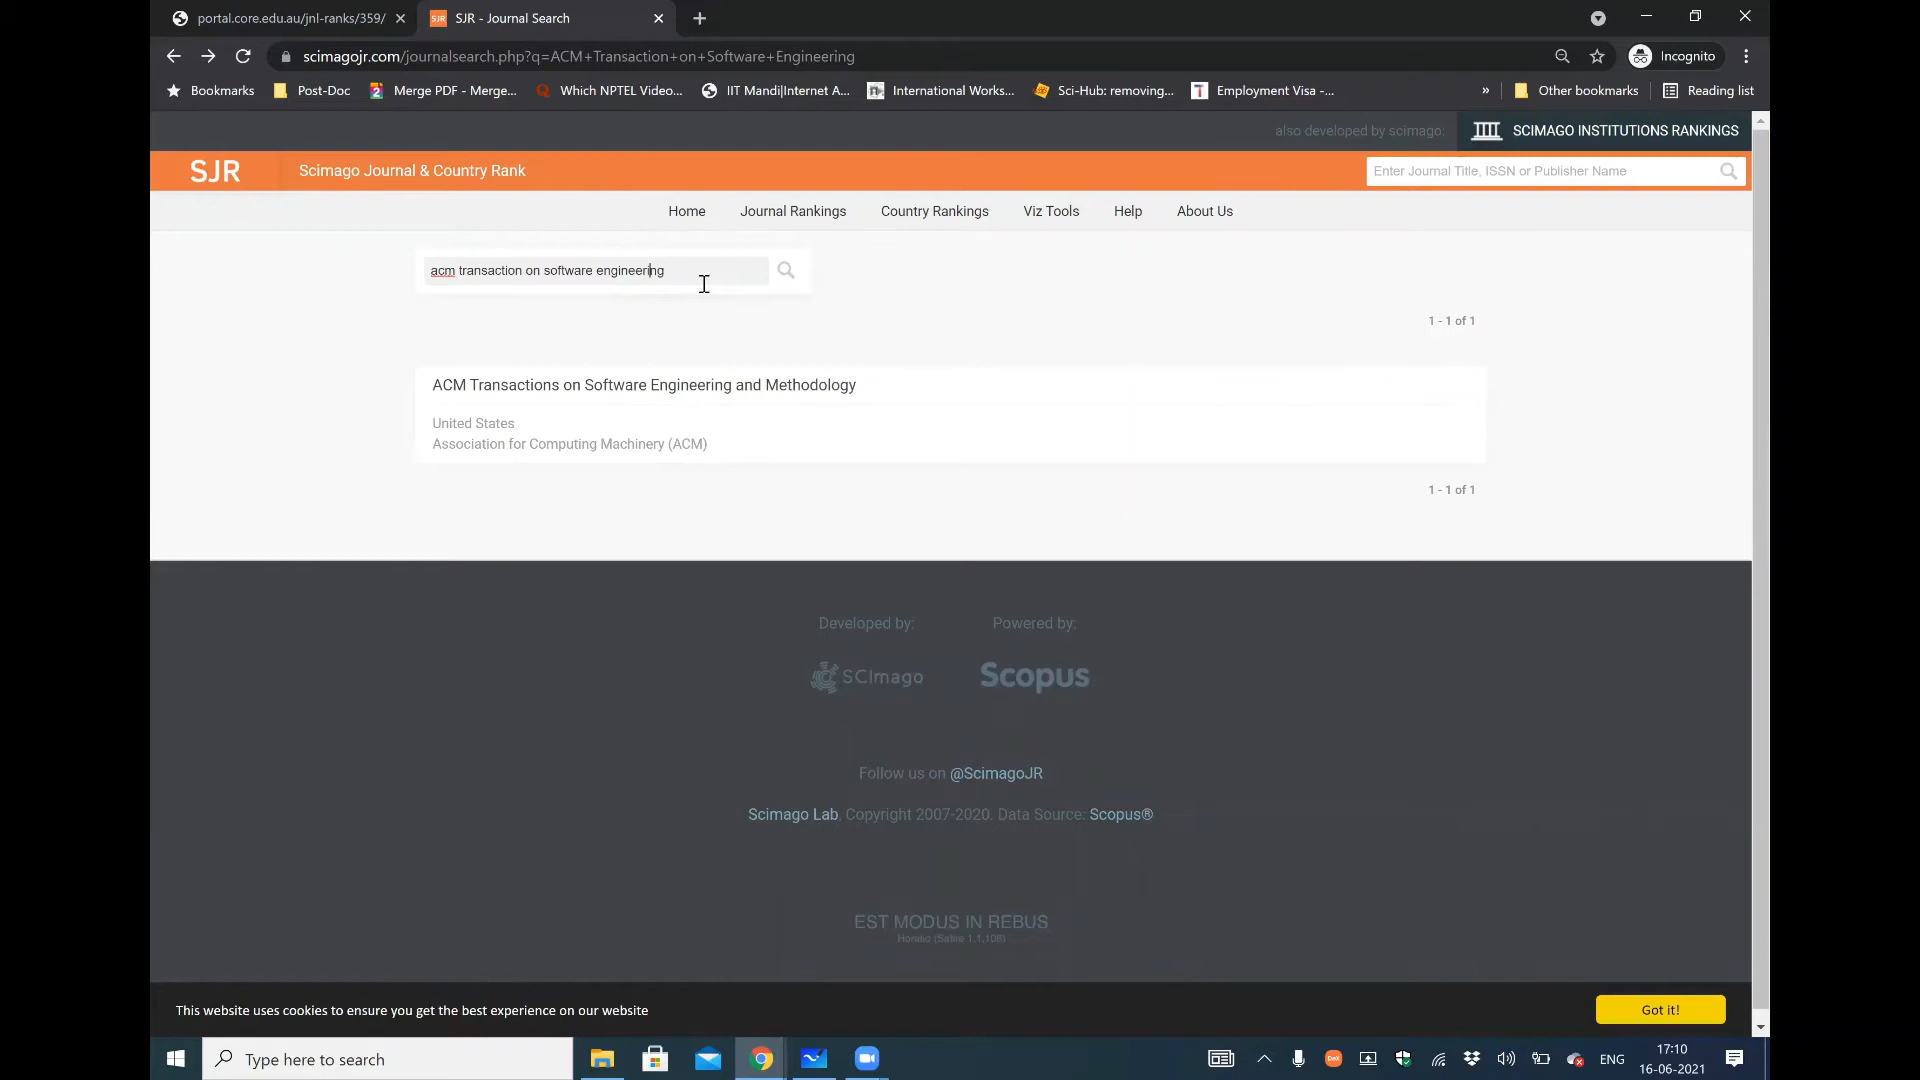 portal.core.edu.au/jnl-ranks/359/
SJR SJR - Journal Search
scimagojr.com/journalsearch.php?q=ACM+Transaction+on+Software+Engineering
Incognito
Bookmarks Post-Doc Merge PDF - Merge... Which NPTEL Video... IIT Mandi|Internet A... International Works... Sci-Hub: removing... Employment Visa -... » Other bookmarks Reading list
also developed by scimago: SCIMAGO INSTITUTIONS RANKINGS
SJR Scimago Journal & Country Rank Enter Journal Title, ISSN or Publisher Name
Home Journal Rankings Country Rankings Viz Tools Help About Us
acm transaction on software engineering
1 - 1 of 1
ACM Transactions on Software Engineering and Methodology
United States
Association for Computing Machinery (ACM)
1 - 1 of 1
Developed by: Powered by:
SCImago Scopus
Follow us on @ScimagoJR
Scimago Lab, Copyright 2007-2020. Data Source: Scopus®
EST MODUS IN REBUS
Horatio (Satire 1,1,106)
This website uses cookies to ensure you get the best experience on our website Got it!
Type here to search
ENG
17:10
16-06-2021